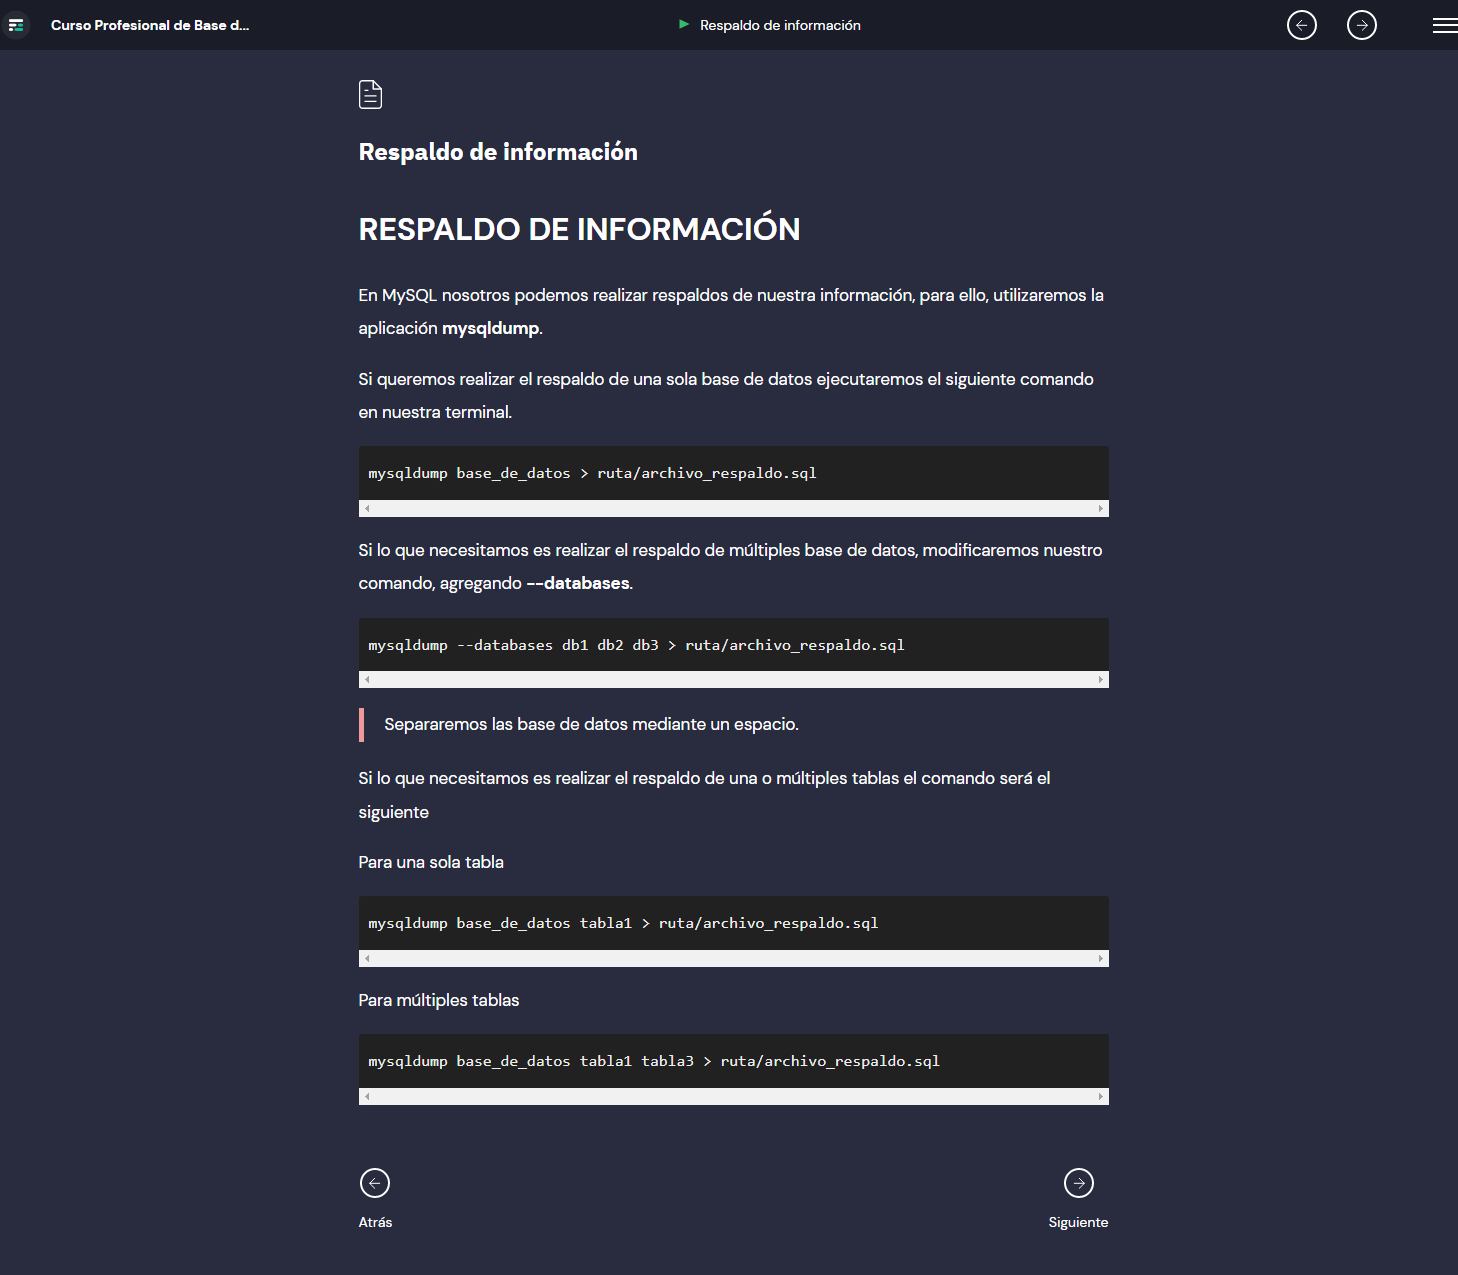 Curso Profesional de Base d...
Respaldo de información
Respaldo de información
RESPALDO DE INFORMACIÓN
En MySQL nosotros podemos realizar respaldos de nuestra información, para ello, utilizaremos la
aplicación mysqldump.
Si queremos realizar el respaldo de una sola base de datos ejecutaremos el siguiente comando
en nuestra terminal.
mysqldump base_de_datos > ruta/archivo_respaldo.sql
Si lo que necesitamos es realizar el respaldo de múltiples base de datos, modificaremos nuestro
comando, agregando --databases.
mysqldump --databases db1 db2 db3 > ruta/archivo_respaldo.sql
Separaremos las base de datos mediante un espacio.
Si lo que necesitamos es realizar el respaldo de una o múltiples tablas el comando será el
siguiente
Para una sola tabla
mysqldump base_de_datos tabla1 > ruta/archivo_respaldo.sql
Para múltiples tablas
mysqldump base_de_datos tabla1 tabla3 > ruta/archivo_respaldo.sql
Atrás
Siguiente